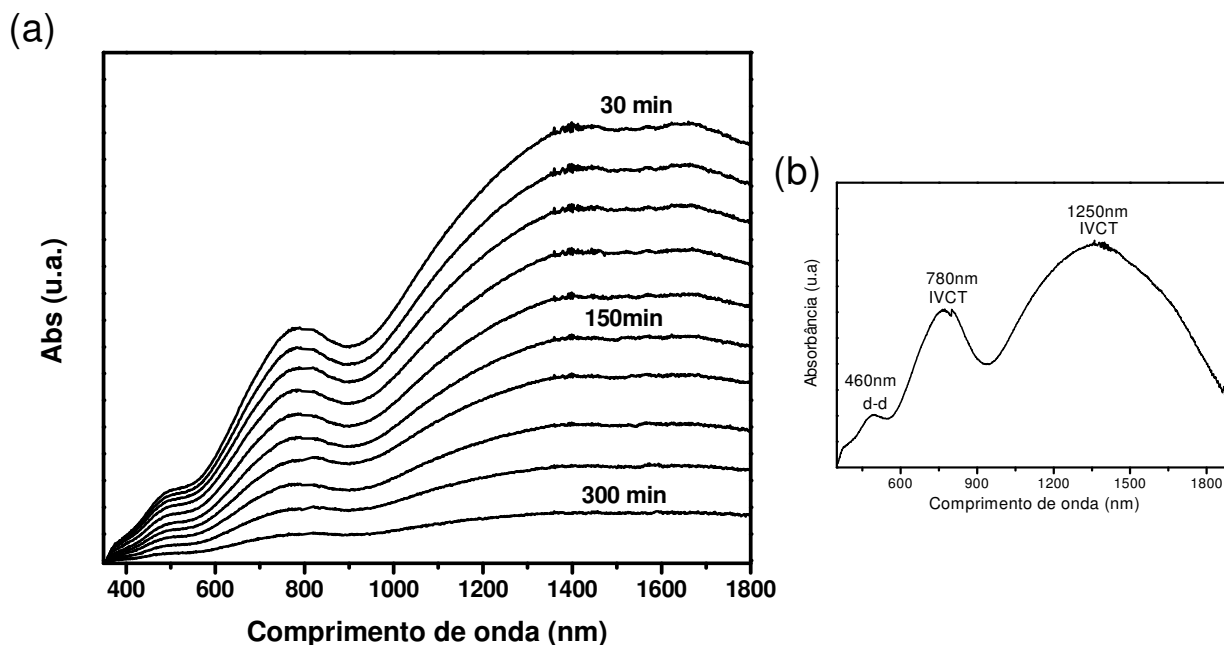 (a)
Abs (u.a.)
30 min
150min
300 min
400 600 800 1000 1200 1400 1600 1800
Comprimento de onda (nm)
(b)
Absorbância (u.a)
460nm
d-d
780nm
IVCT
1250nm
IVCT
600 900 1200 1500 1800
Comprimento de onda (nm)